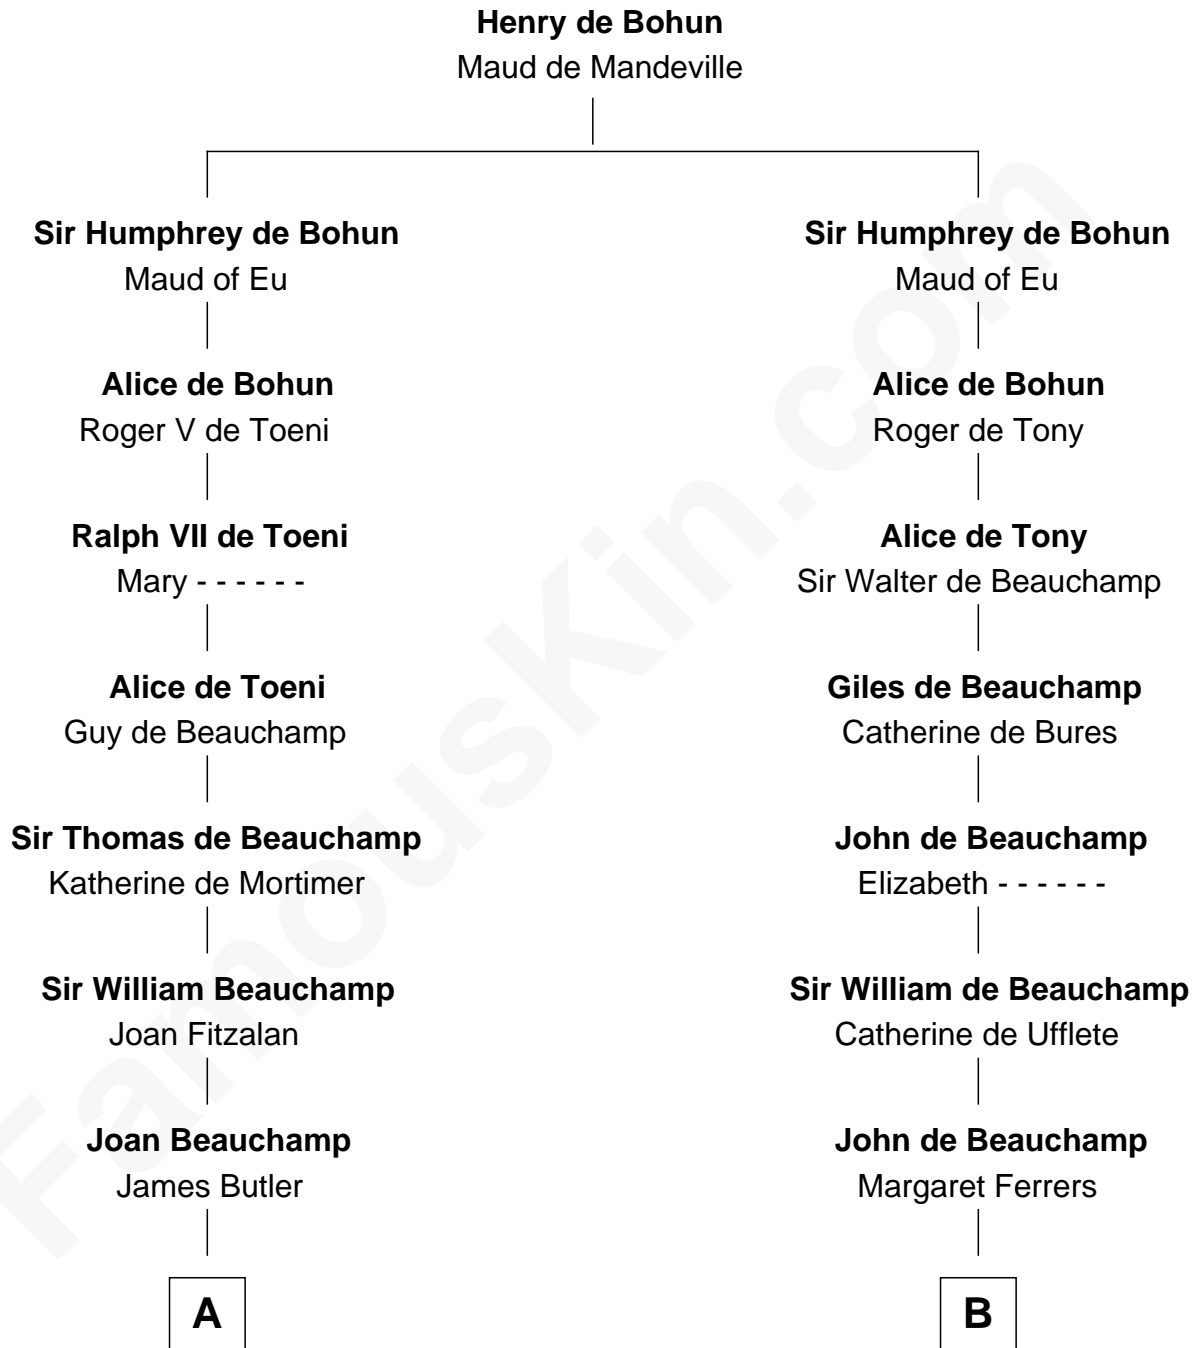 Henry de Bohun
Maud de Mandeville
Sir Humphrey de Bohun
Maud of Eu
Sir Humphrey de Bohun
Maud of Eu
Alice de Bohun
Roger V de Toeni
Alice de Bohun
Roger de Tony
Ralph VII de Toeni
Mary - - - - - -
Alice de Tony
Sir Walter de Beauchamp
Alice de Toeni
Guy de Beauchamp
Giles de Beauchamp
Catherine de Bures
Sir Thomas de Beauchamp
Katherine de Mortimer
John de Beauchamp
Elizabeth - - - - - -
Sir William Beauchamp
Joan Fitzalan
Sir William de Beauchamp
Catherine de Ufflete
Joan Beauchamp
James Butler
John de Beauchamp
Margaret Ferrers
A
B
FamousKin.com